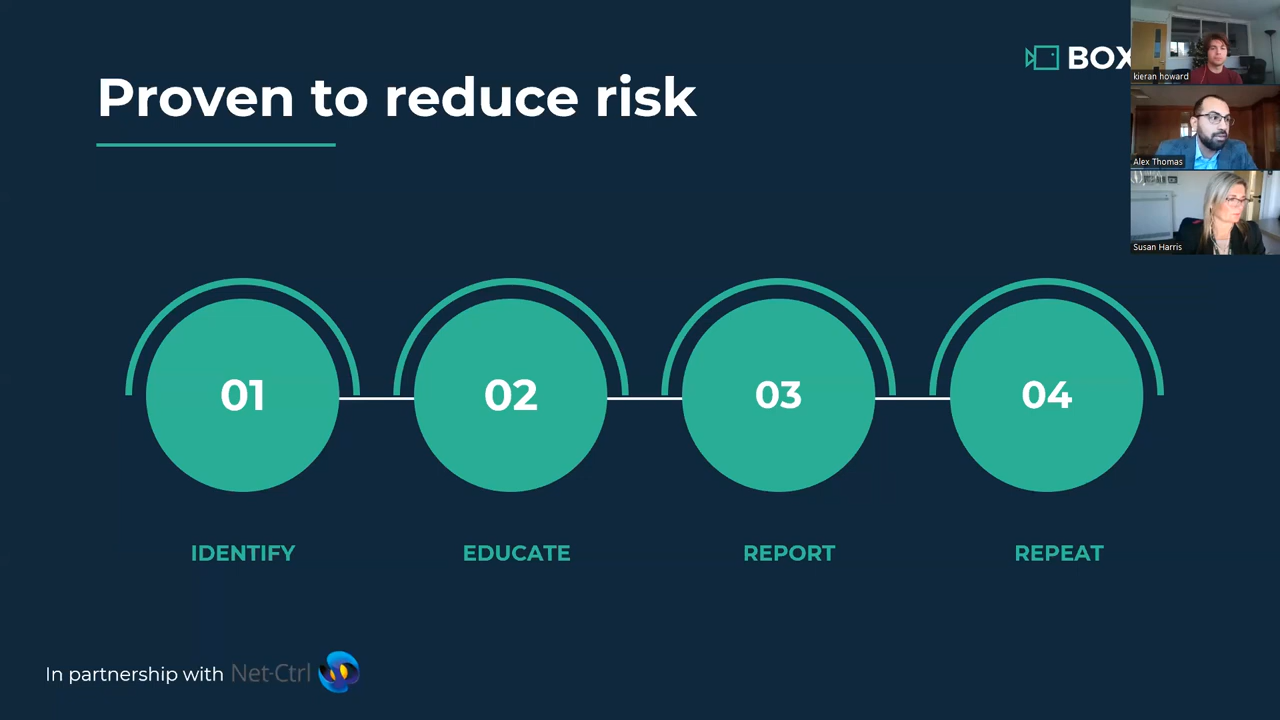 Proven to reduce risk
BOX
kieran howard
Alex Thomas
Susan Harris
01
02
03
04
IDENTIFY
EDUCATE
REPORT
REPEAT
In partnership with Net-Ctrl